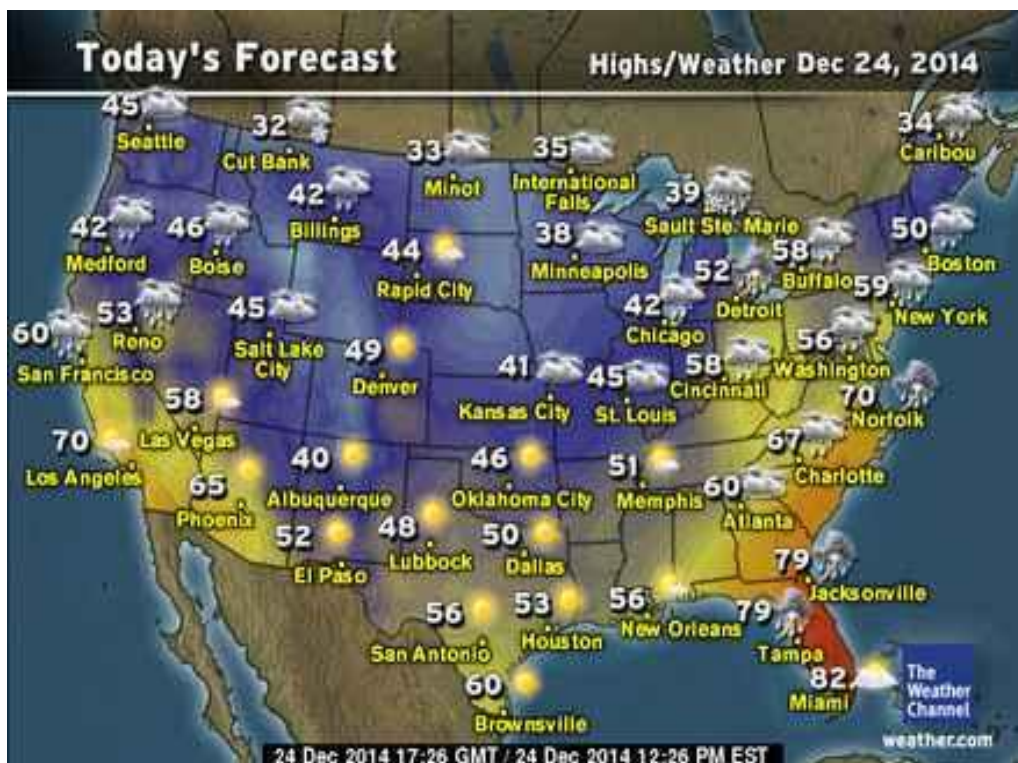 Today's Forecast
Highs/Weather Dec 24, 2014
45
Seattle
32
Cut Bank
33
Minot
35
International
Falls
34
Caribou
42
Billings
39
Sault Ste. Marie
42
Medford
46
Boise
44
Rapid City
38
Minneapolis
52
Detroit
58
Buffalo
50
Boston
59
New York
60
San Francisco
53
Reno
45
Salt Lake
City
49
Denver
42
Chicago
56
Washington
41
Kansas City
45
St. Louis
58
Cincinnati
58
Las Vegas
70
Norfolk
70
Los Angeles
65
Phoenix
40
Albuquerque
46
Oklahoma City
51
Memphis
60
Atlanta
67
Charlotte
52
El Paso
48
Lubbock
50
Dallas
79
Jacksonville
56
San Antonio
53
Houston
56
New Orleans
79
Tampa
60
Brownsville
82
Miami
The
Weather
Channel
weather.com
24 Dec 2014 17:26 GMT / 24 Dec 2014 12:26 PM EST